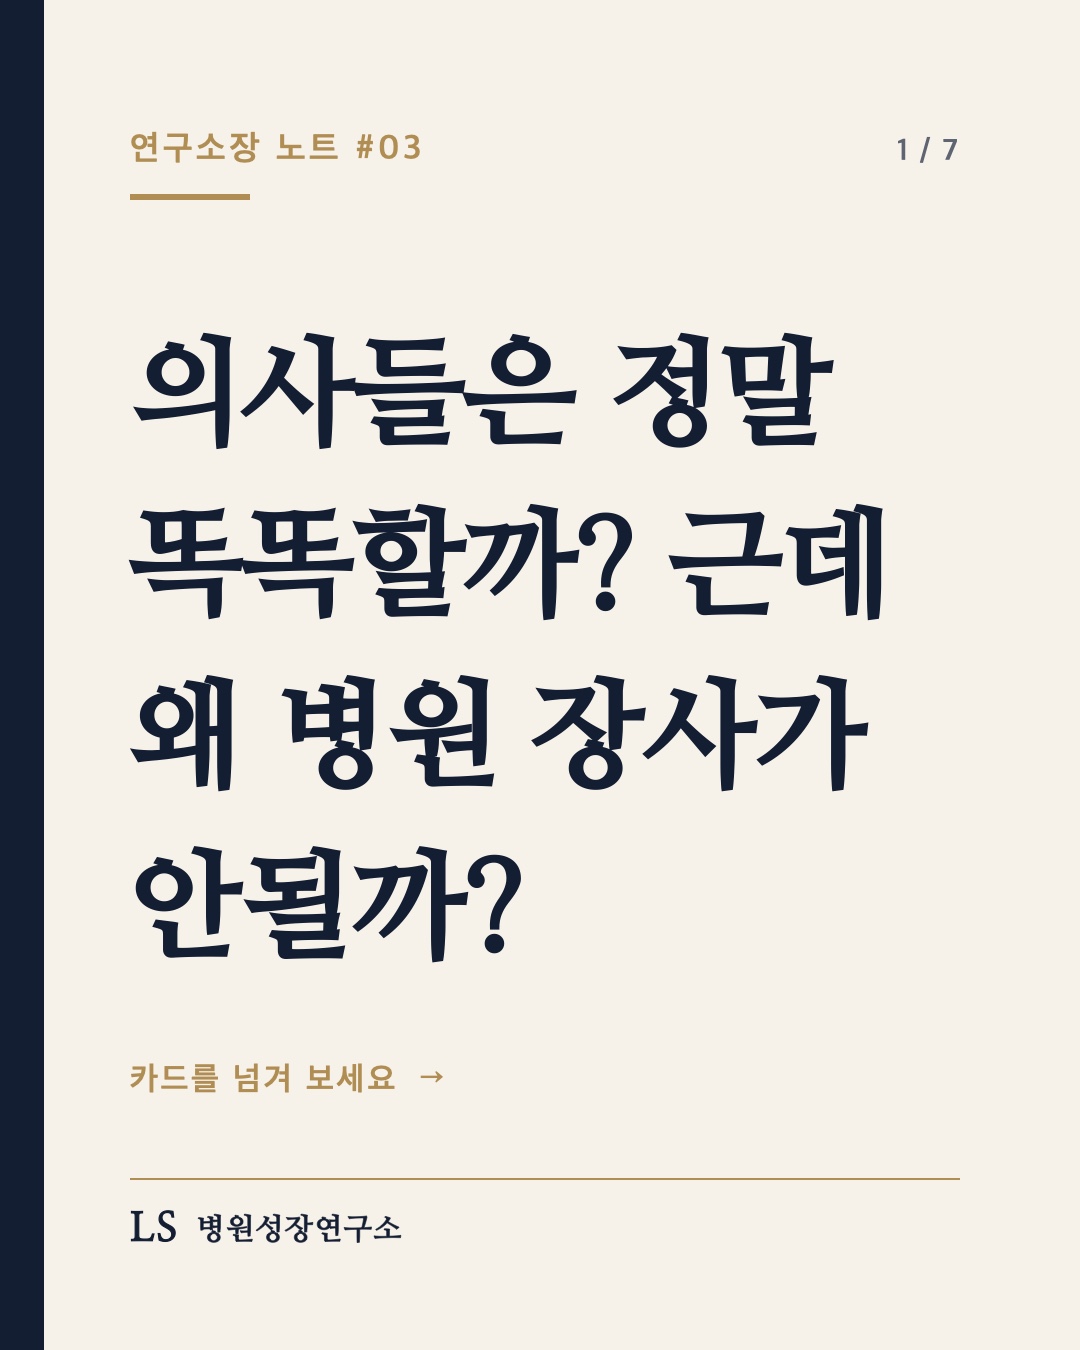 연구소장 노트 #03
1 / 7
의사들은 정말
똑똑할까? 근데
왜 병원 장사가
안될까?
카드를 넘겨 보세요 →
LS 병원성장연구소